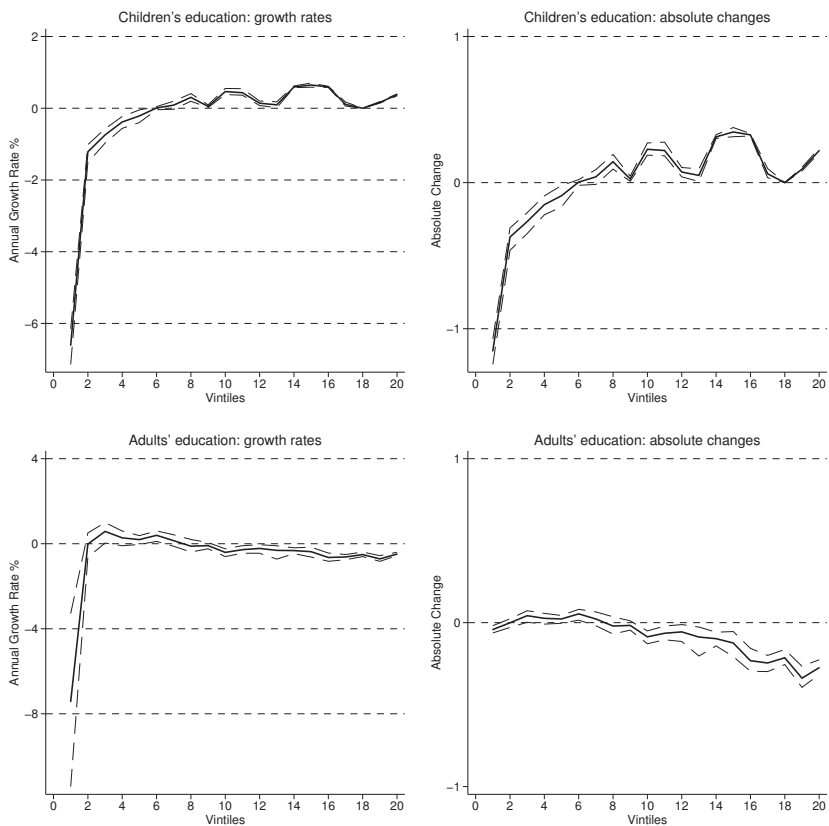 Children's education: growth rates
2
0
−2
−4
−6
Annual Growth Rate %
0 2 4 6 8 10 12 14 16 18 20
Vintiles
Children's education: absolute changes
1
0
−1
Absolute Change
0 2 4 6 8 10 12 14 16 18 20
Vintiles
Adults' education: growth rates
4
0
−4
−8
Annual Growth Rate %
0 2 4 6 8 10 12 14 16 18 20
Vintiles
Adults' education: absolute changes
1
0
−1
Absolute Change
0 2 4 6 8 10 12 14 16 18 20
Vintiles